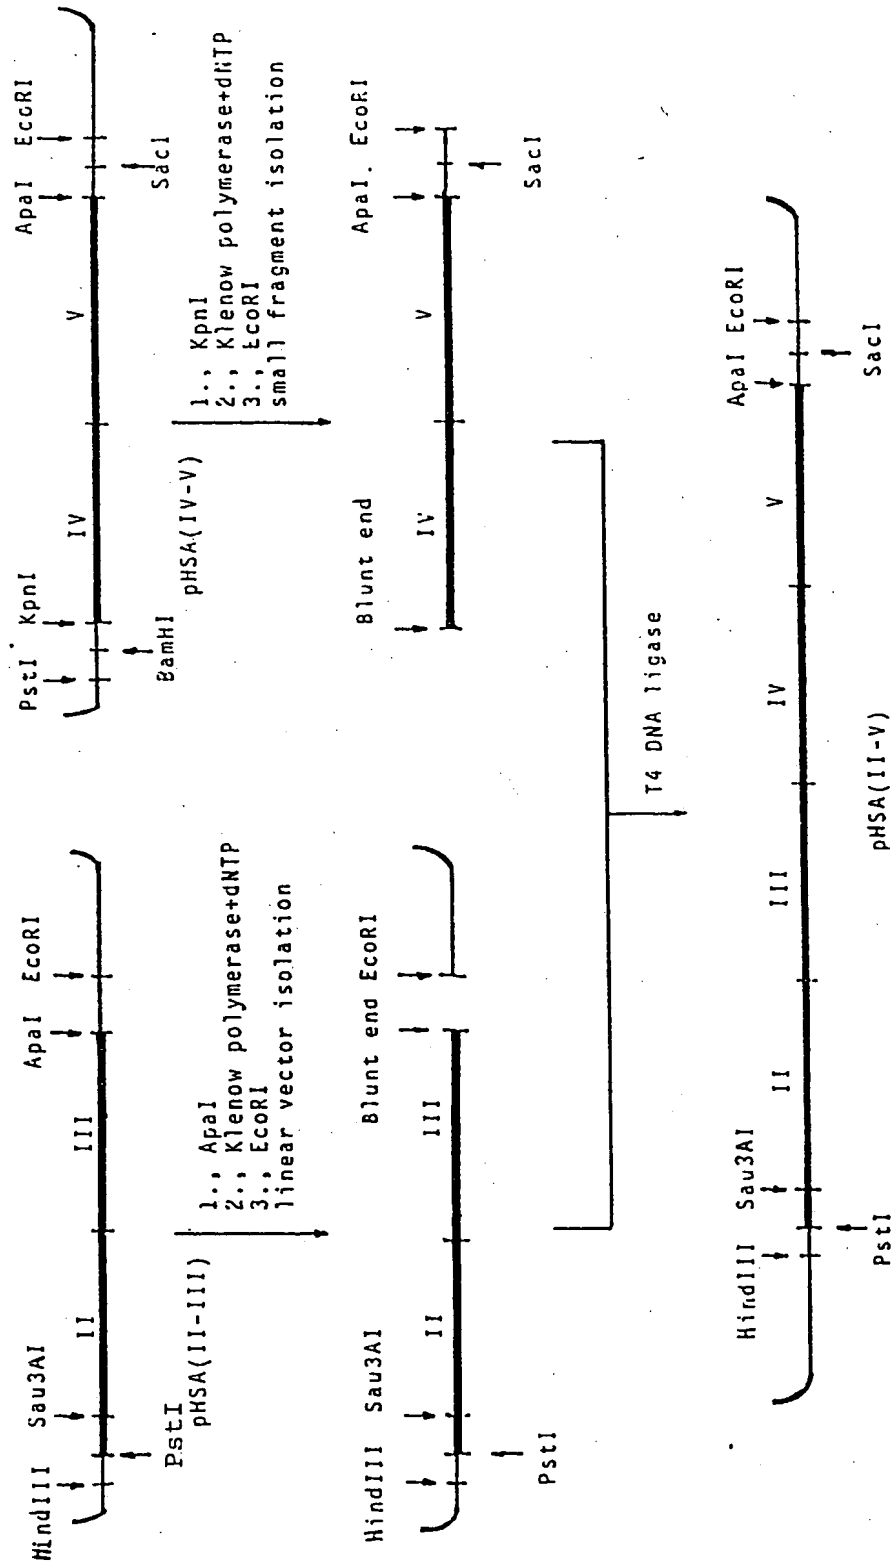 HindIII Sau3AI ApaI EcoRI
II III
PstI
pHSA(II-III)
1., ApaI
2., Klenow polymerase+dNTP
3., EcoRI
linear vector isolation
PstI KpnI ApaI EcoRI
IV V
BamHI SacI
pHSA(IV-V)
1., KpnI
2., Klenow polymerase+dNTP
3., EcoRI
small fragment isolation
HindIII Sau3AI Blunt end EcoRI
II III
PstI
Blunt end ApaI. EcoRI
IV V
SacI
T4 DNA ligase
HindIII Sau3AI ApaI EcoRI
II III IV V
PstI SacI
pHSA(II-V)